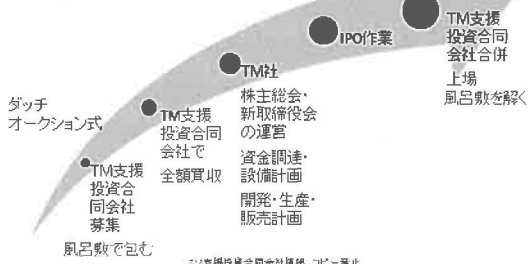 ダッチ
オークション式
TM支援
投資合
同会社
募集
風呂敷で包む
TM支援
投資合同
会社で
全額買収
TM社
株主総会・
新取締役会
の運営
資金調達・
設備計画
開発・生産・
販売計画
IPO作業
TM支援
投資合同
会社合併
上場
風呂敷を解く